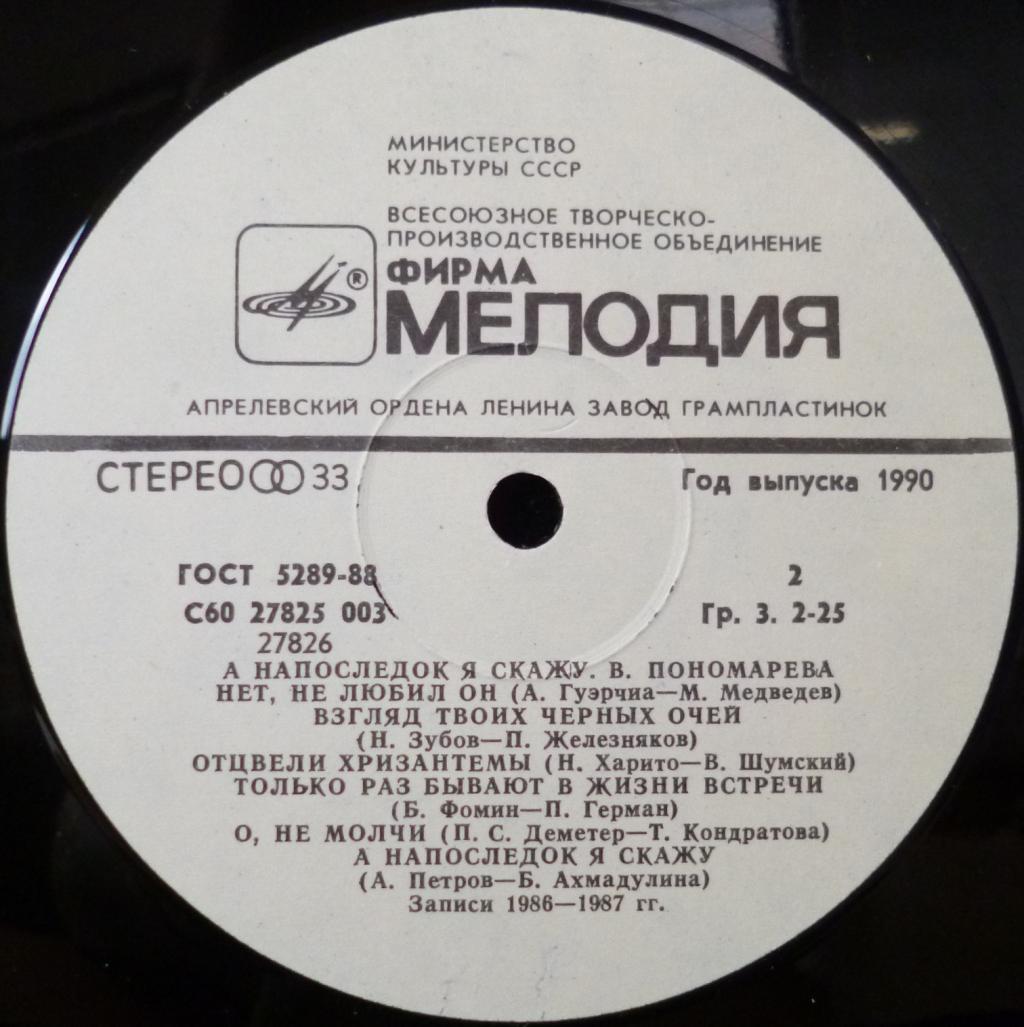 МИНИСТЕРСТВО
КУЛЬТУРЫ СССР
ВСЕСОЮЗНОЕ ТВОРЧЕСКО-
ПРОИЗВОДСТВЕННОЕ ОБЪЕДИНЕНИЕ
ФИРМА
®
МЕЛОДИЯ
АПРЕЛЕВСКИЙ ОРДЕНА ЛЕНИНА ЗАВОД ГРАМПЛАСТИНОК
СТЕРЕО 33
Год выпуска 1990
ГОСТ 5289-88
2
С60 27825 003
Гр. 3. 2-25
27826
А НАПОСЛЕДОК Я СКАЖУ. В. ПОНОМАРЕВА
НЕТ, НЕ ЛЮБИЛ ОН (А. Гуэрчиа—М. Медведев)
ВЗГЛЯД ТВОИХ ЧЕРНЫХ ОЧЕЙ
(Н. Зубов—П. Железняков)
ОТЦВЕЛИ ХРИЗАНТЕМЫ (Н. Харито—В. Шумский)
ТОЛЬКО РАЗ БЫВАЮТ В ЖИЗНИ ВСТРЕЧИ
(Б. Фомин—П. Герман)
О, НЕ МОЛЧИ (П. С. Деметер—Т. Кондратова)
А НАПОСЛЕДОК Я СКАЖУ
(А. Петров—Б. Ахмадулина)
Записи 1986—1987 гг.